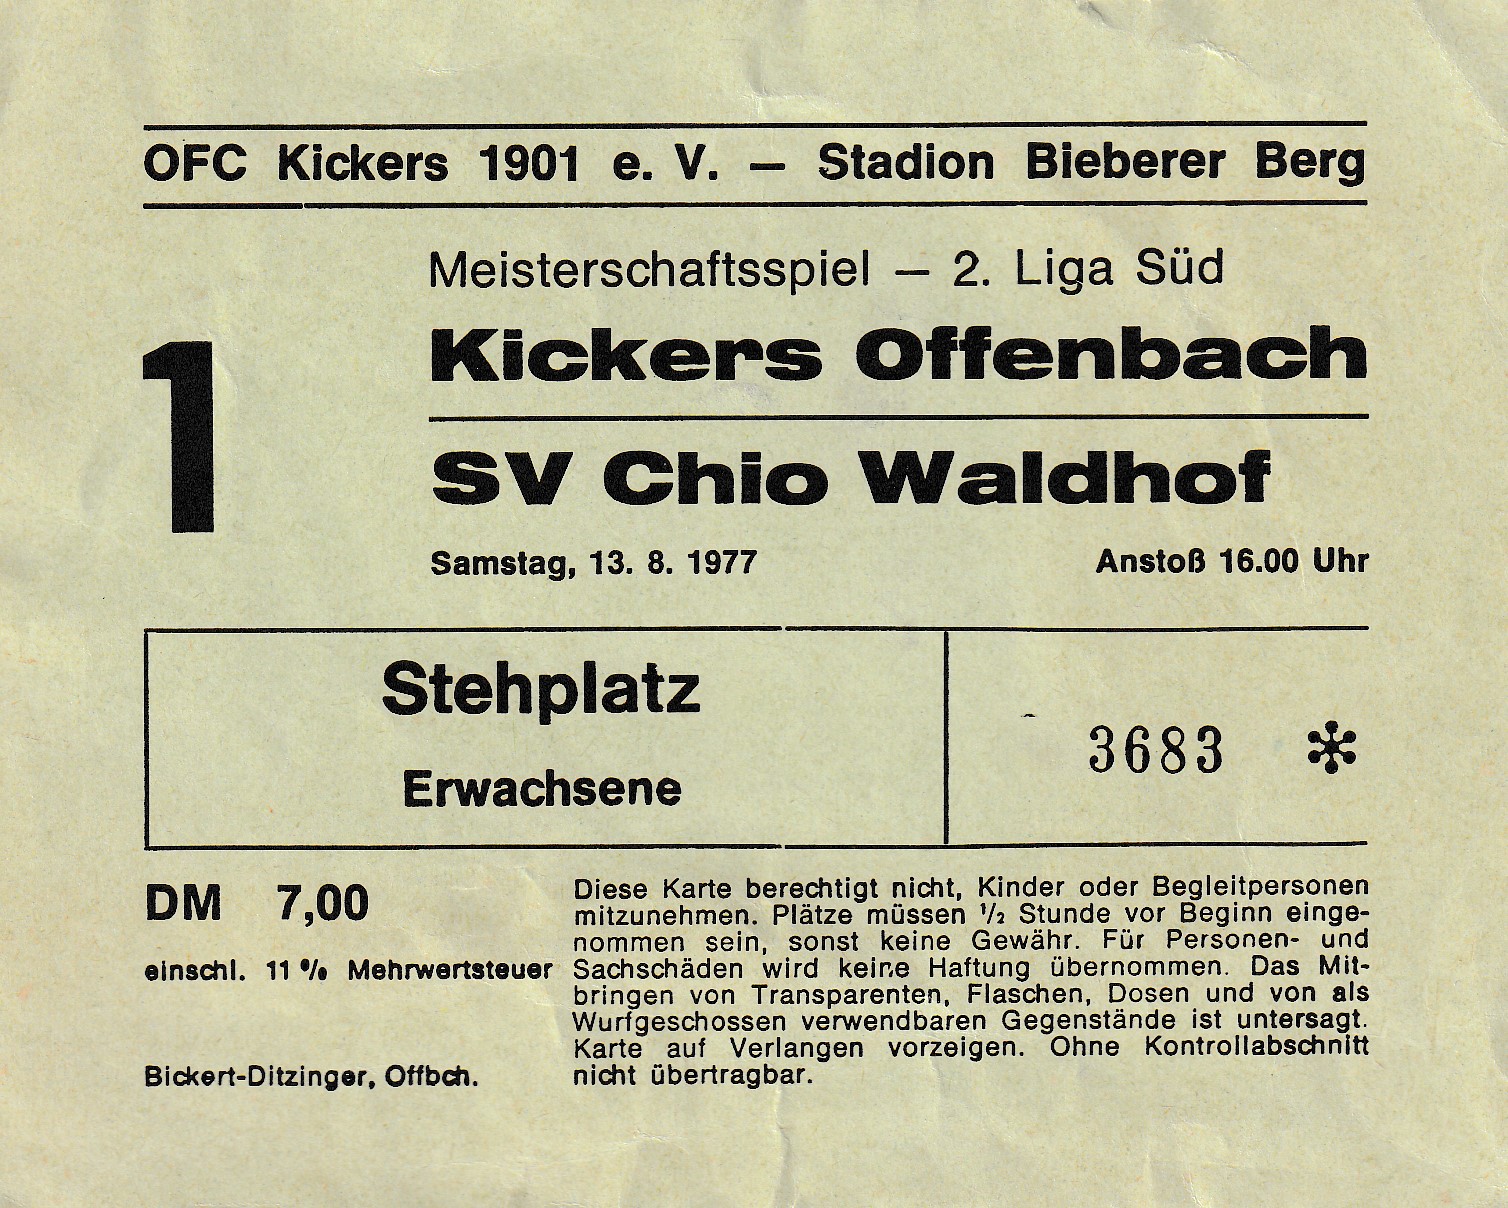 OFC Kickers 1901 e. V. — Stadion Bieberer Berg
Meisterschaftsspiel — 2. Liga Süd
1
Kickers Offenbach
SV Chio Waldhof
Samstag, 13. 8. 1977 Anstoß 16.00 Uhr
Stehplatz
Erwachsene
3683 *
DM 7,00
einschl. 11 % Mehrwertsteuer
Bickert-Ditzinger, Offbch.
Diese Karte berechtigt nicht, Kinder oder Begleitpersonen
mitzunehmen. Plätze müssen ½ Stunde vor Beginn einge-
nommen sein, sonst keine Gewähr. Für Personen- und
Sachschäden wird keine Haftung übernommen. Das Mit-
bringen von Transparenten, Flaschen, Dosen und von als
Wurfgeschossen verwendbaren Gegenstände ist untersagt.
Karte auf Verlangen vorzeigen. Ohne Kontrollabschnitt
nicht übertragbar.